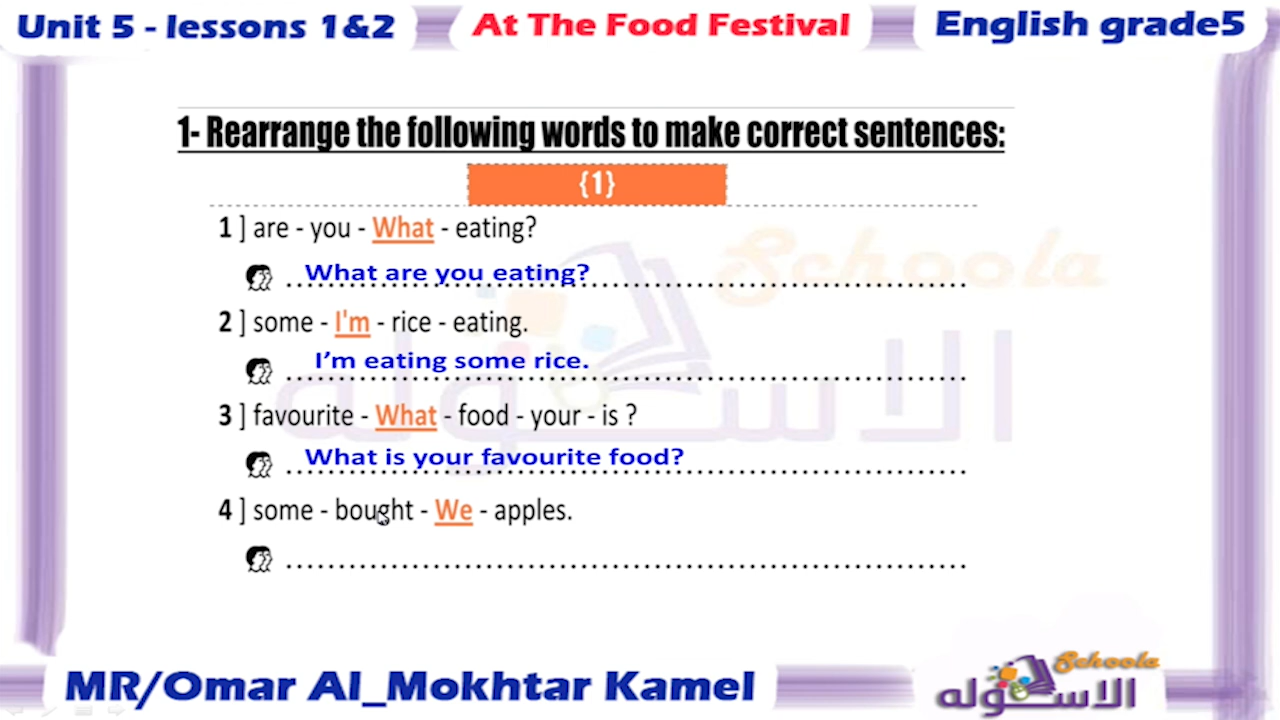 Unit 5 - lessons 1&2
At The Food Festival
English grade5
1- Rearrange the following words to make correct sentences:
{1}
1 ] are - you - What - eating?
What are you eating?
2 ] some - I'm - rice - eating.
I’m eating some rice.
3 ] favourite - What - food - your - is ?
What is your favourite food?
4 ] some - bought - We - apples.
Schoola
الاسوله
MR/Omar Al_Mokhtar Kamel
Schoola
الاسوله